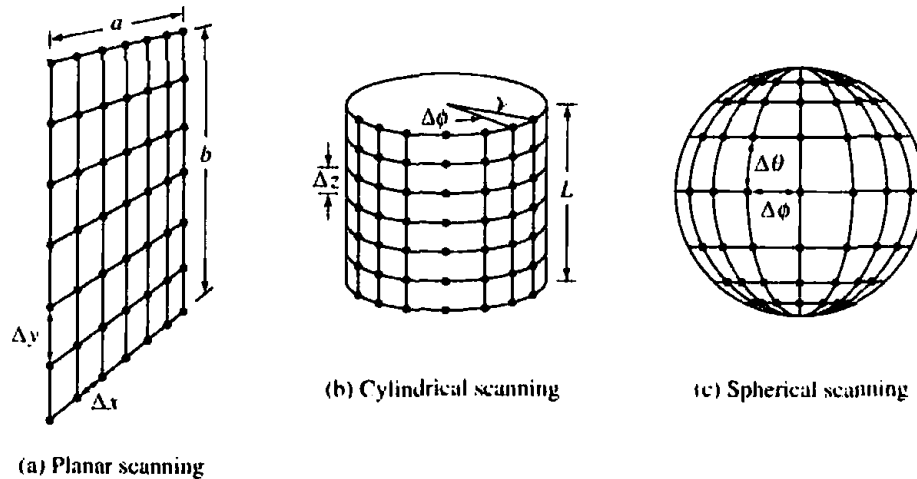 a
b
Δy
Δx
(a) Planar scanning
Δϕ
Δz
L
(b) Cylindrical scanning
Δθ
Δϕ
(c) Spherical scanning